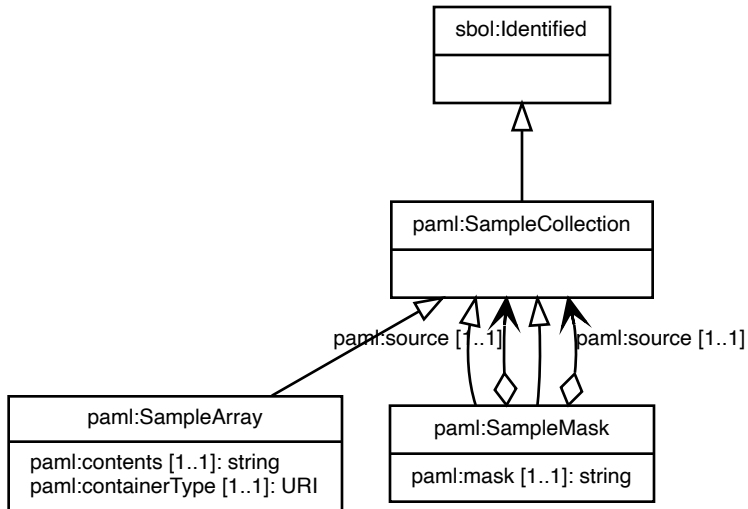 sbol:Identified
paml:SampleCollection
paml:source [1..1]
paml:source [1..1]
paml:SampleArray
paml:contents [1..1]: string
paml:containerType [1..1]: URI
paml:SampleMask
paml:mask [1..1]: string